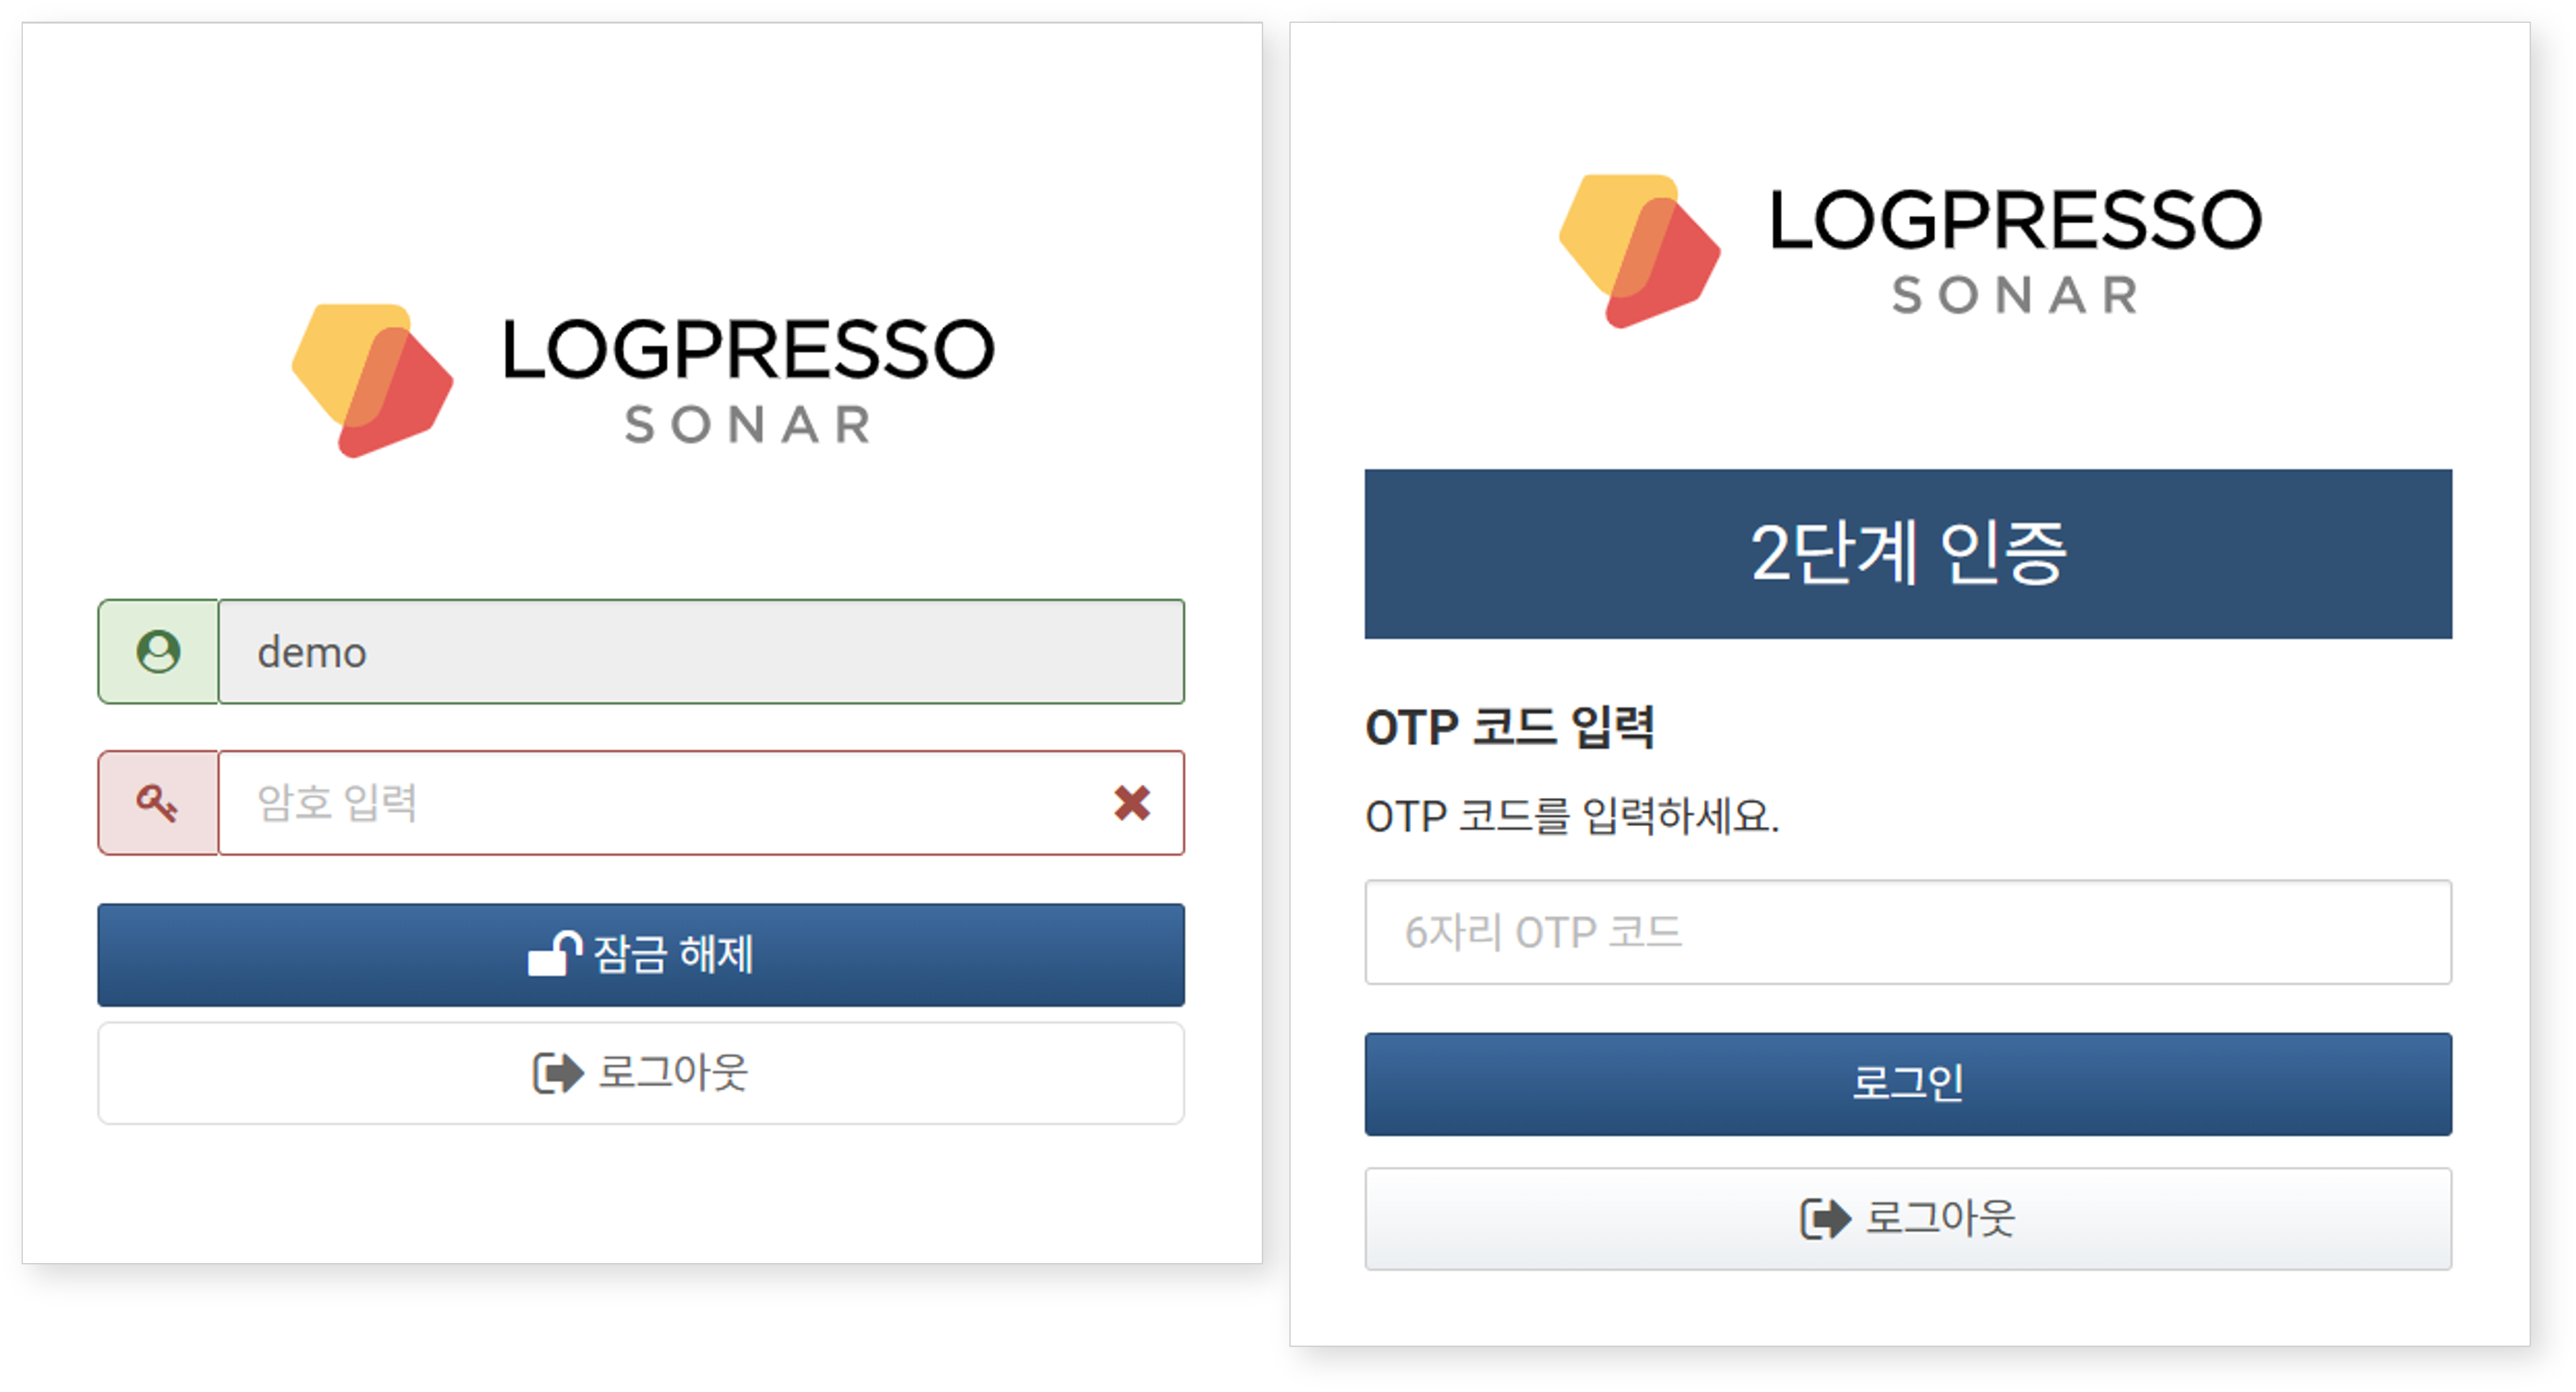 LOGPRESSO
SONAR
demo
암호 입력
잠금 해제
로그아웃
LOGPRESSO
SONAR
2단계 인증
OTP 코드 입력
OTP 코드를 입력하세요.
6자리 OTP 코드
로그인
로그아웃